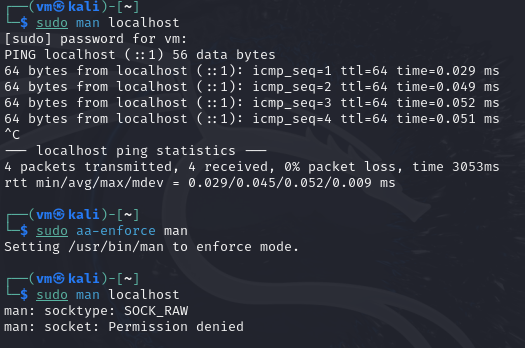 ┌──(vm㉿kali)-[~]
└─$ sudo man localhost
[sudo] password for vm:
PING localhost (::1) 56 data bytes
64 bytes from localhost (::1): icmp_seq=1 ttl=64 time=0.029 ms
64 bytes from localhost (::1): icmp_seq=2 ttl=64 time=0.049 ms
64 bytes from localhost (::1): icmp_seq=3 ttl=64 time=0.052 ms
64 bytes from localhost (::1): icmp_seq=4 ttl=64 time=0.051 ms
^C
--- localhost ping statistics ---
4 packets transmitted, 4 received, 0% packet loss, time 3053ms
rtt min/avg/max/mdev = 0.029/0.045/0.052/0.009 ms
┌──(vm㉿kali)-[~]
└─$ sudo aa-enforce man
Setting /usr/bin/man to enforce mode.
┌──(vm㉿kali)-[~]
└─$ sudo man localhost
man: socktype: SOCK_RAW
man: socket: Permission denied